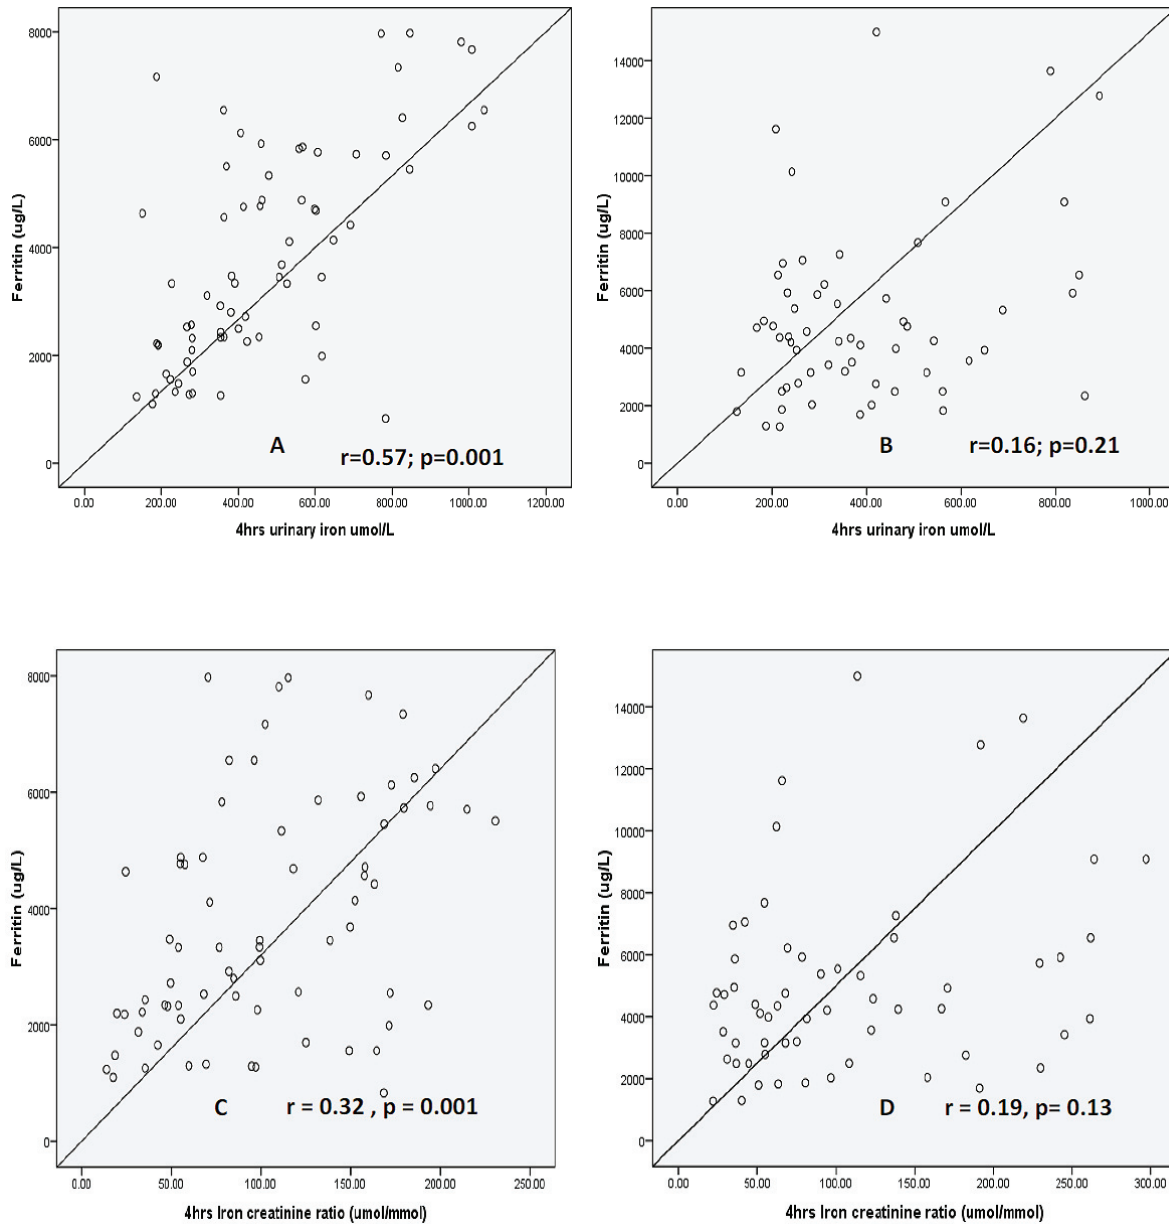 8000
6000
4000
2000
0
Ferritin (ug/L)
A
r=0.57; p=0.001
0.00 200.00 400.00 600.00 800.00 1000.00 1200.00
4hrs urinary iron umol/L
14000
12000
10000
8000
6000
4000
2000
0
Ferritin (ug/L)
B
r=0.16; p=0.21
0.00 200.00 400.00 600.00 800.00 1000.00
4hrs urinary iron umol/L
8000
6000
4000
2000
0
Ferritin (ug/L)
C
r = 0.32 , p = 0.001
0.00 50.00 100.00 150.00 200.00 250.00
4hrs Iron creatinine ratio (umol/mmol)
14000
12000
10000
8000
6000
4000
2000
0
Ferritin (ug/L)
D
r = 0.19, p= 0.13
0.00 50.00 100.00 150.00 200.00 250.00 300.00
4hrs Iron creatinine ratio (umol/mmol)